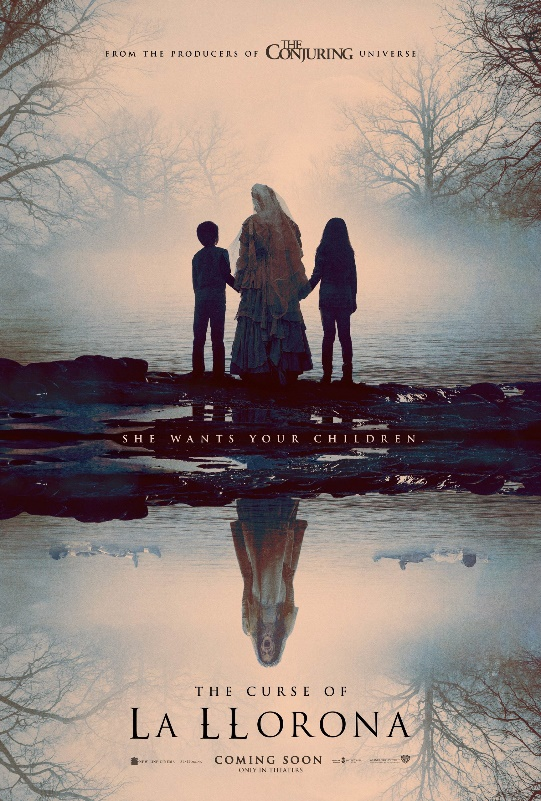 FROM THE PRODUCERS OF THE CONJURING UNIVERSE
SHE WANTS YOUR CHILDREN.
THE CURSE OF
LA LLORONA
COMING SOON
ONLY IN THEATERS